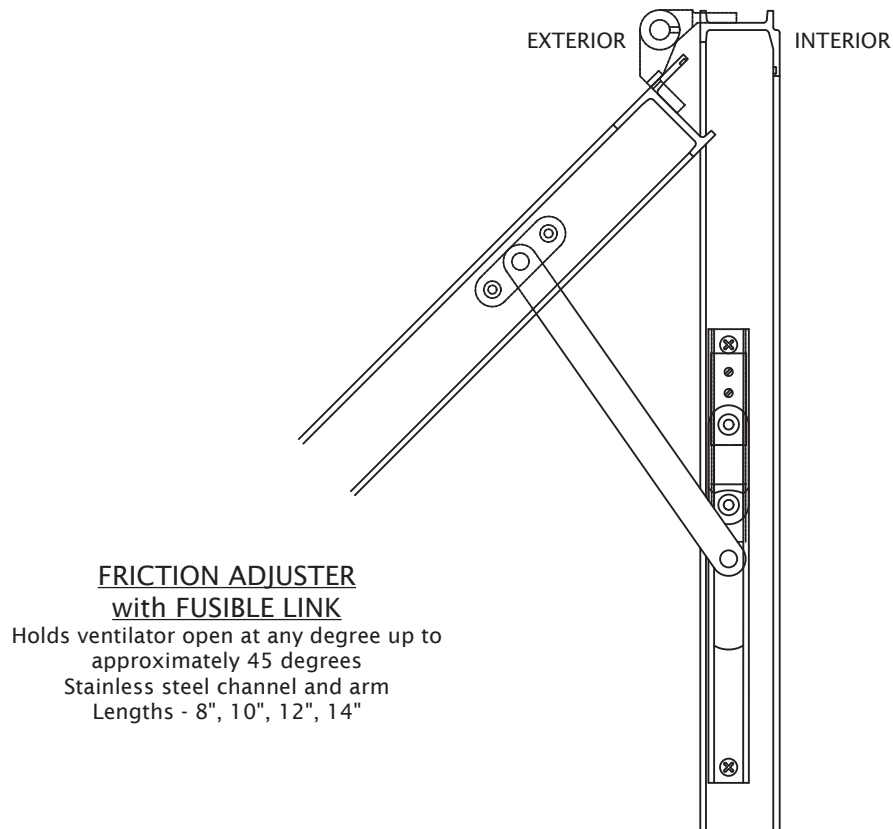 EXTERIOR
INTERIOR
FRICTION ADJUSTER
with FUSIBLE LINK
Holds ventilator open at any degree up to
approximately 45 degrees
Stainless steel channel and arm
Lengths - 8", 10", 12", 14"